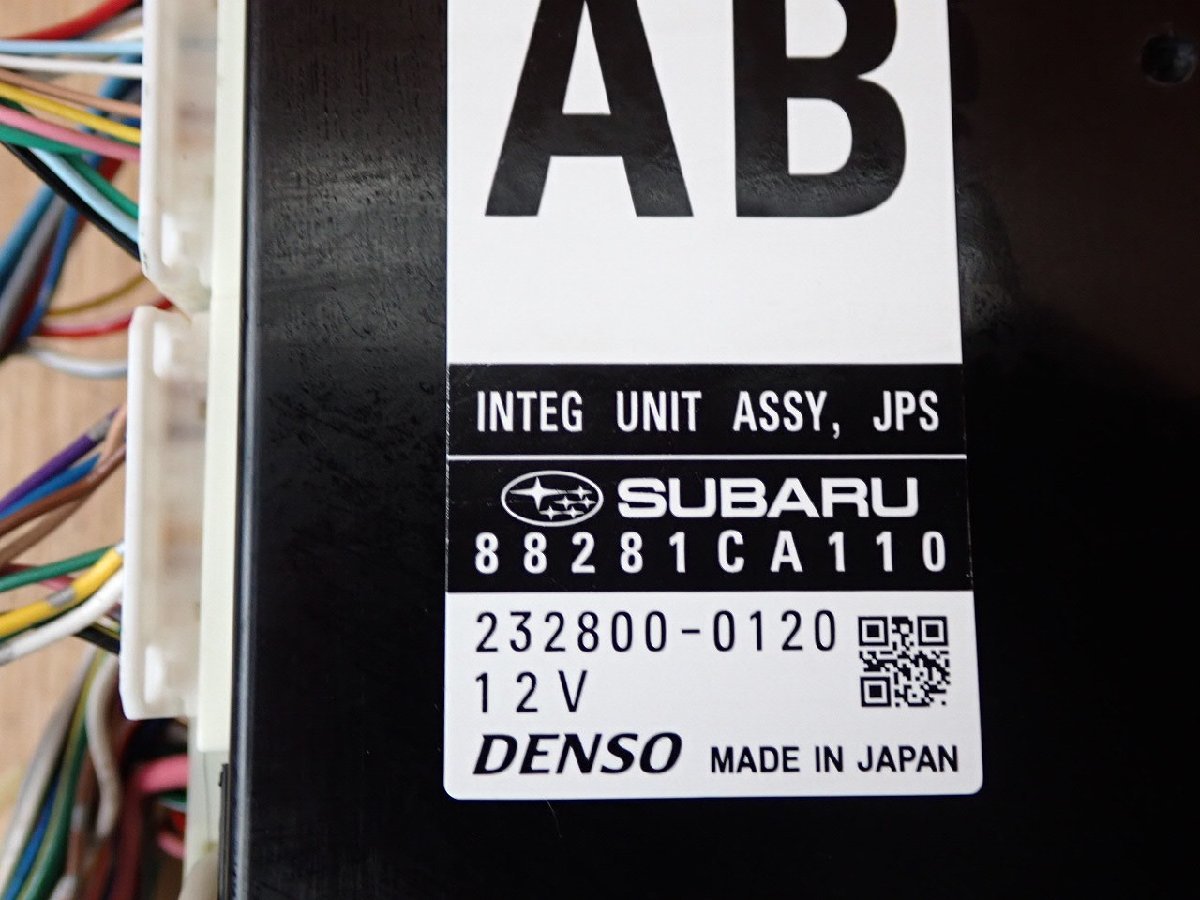 AB
INTEG UNIT ASSY, JPS
SUBARU
88281CA110
232800-0120
12V
DENSO MADE IN JAPAN